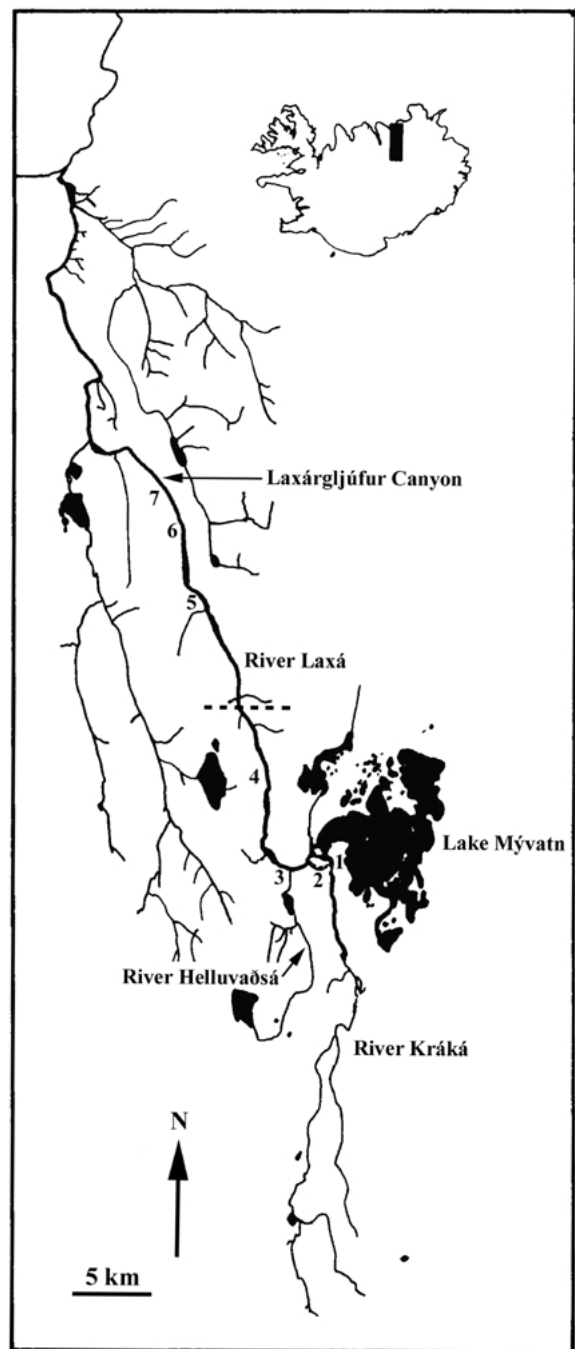 Laxárgljúfur Canyon
7
6
5
River Laxá
4
Lake Mývatn
1
3
2
River Helluvaðsá
River Kráká
N
5 km